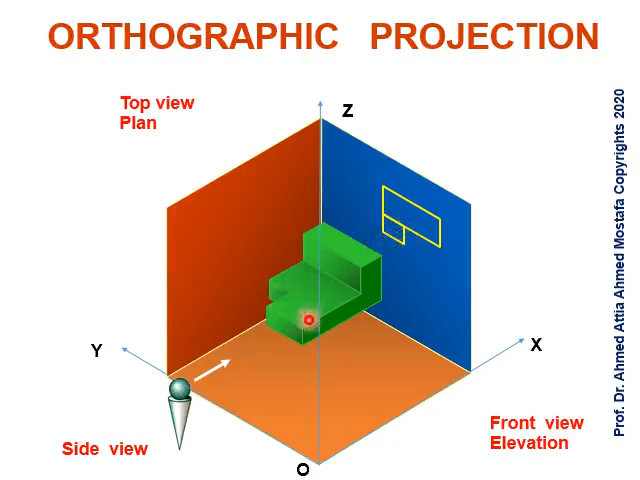 ORTHOGRAPHIC PROJECTION
Top view
Plan
Z
Y
X
Front view
Elevation
Side view
O
Prof. Dr. Ahmed Attia Ahmed Mostafa Copyrights 2020